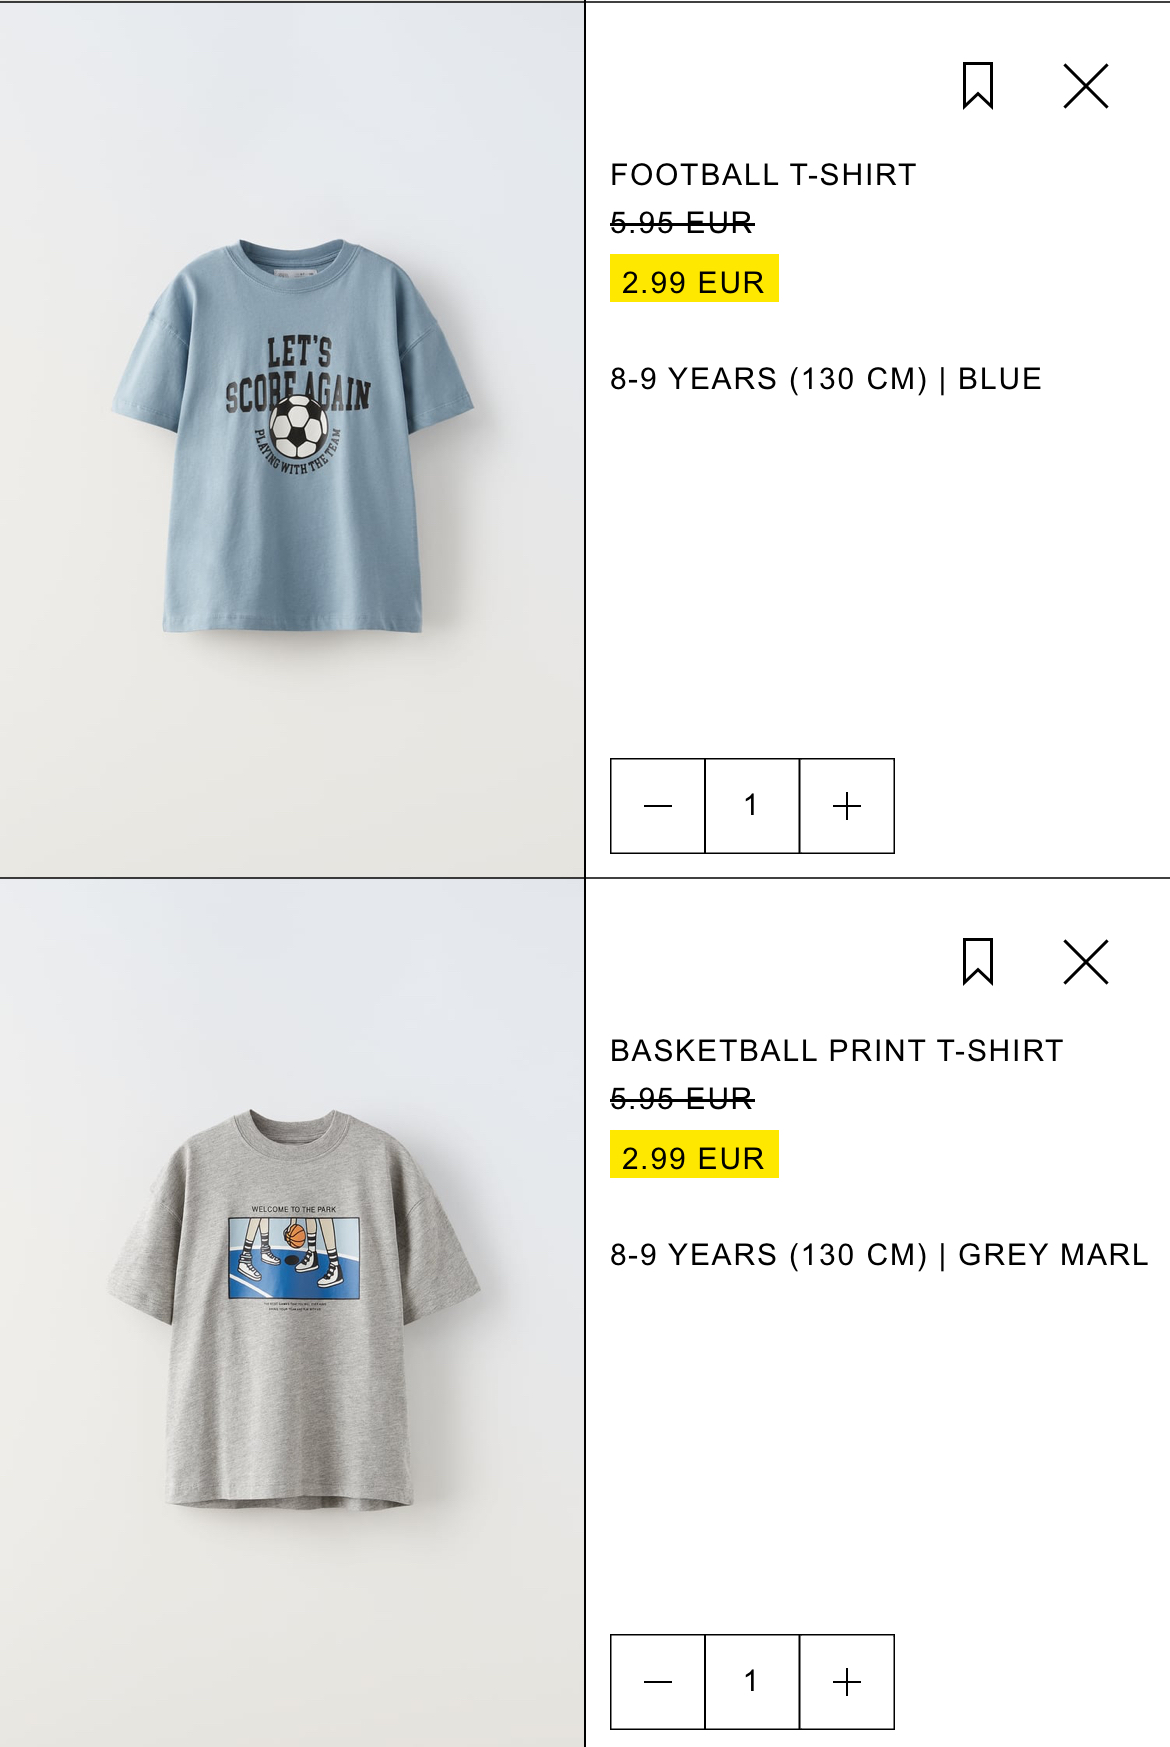 FOOTBALL T-SHIRT
5.95 EUR
2.99 EUR
8-9 YEARS (130 CM) | BLUE
LET'S
SCORE AGAIN
PLAYING WITH THE TEAM
1
BASKETBALL PRINT T-SHIRT
5.95 EUR
2.99 EUR
8-9 YEARS (130 CM) | GREY MARL
WELCOME TO THE PARK
1